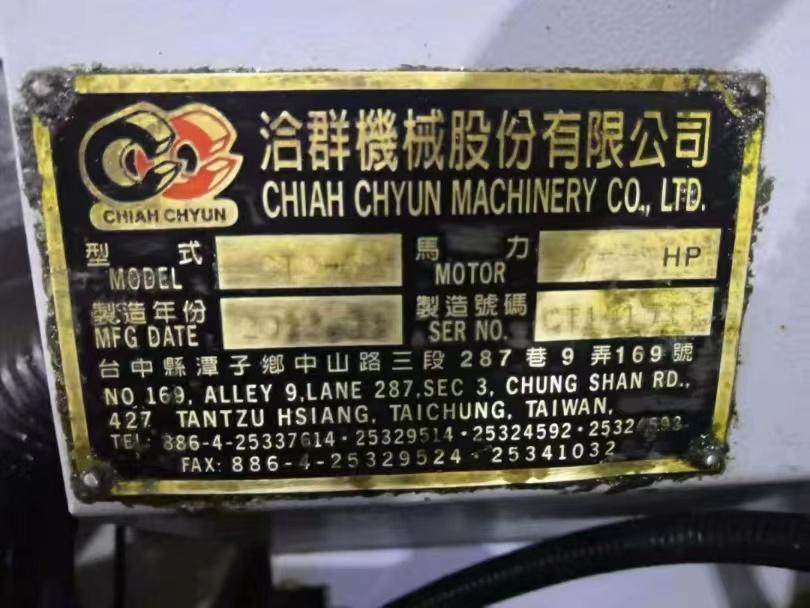 洽群機械股份有限公司
CHIAH CHYUN
CHIAH CHYUN MACHINERY CO., LTD.
型式 馬力 HP
MODEL MOTOR
製造年份 製造號碼
MFG DATE SER NO.
台中縣潭子鄉中山路三段287巷9弄169號
NO 169, ALLEY 9, LANE 287, SEC 3, CHUNG SHAN RD.,
427 TANTZU HSIANG, TAICHUNG, TAIWAN,
TEL: 886-4-25337614·25329514·25324592·25324593
FAX: 886-4-25329524·25341032